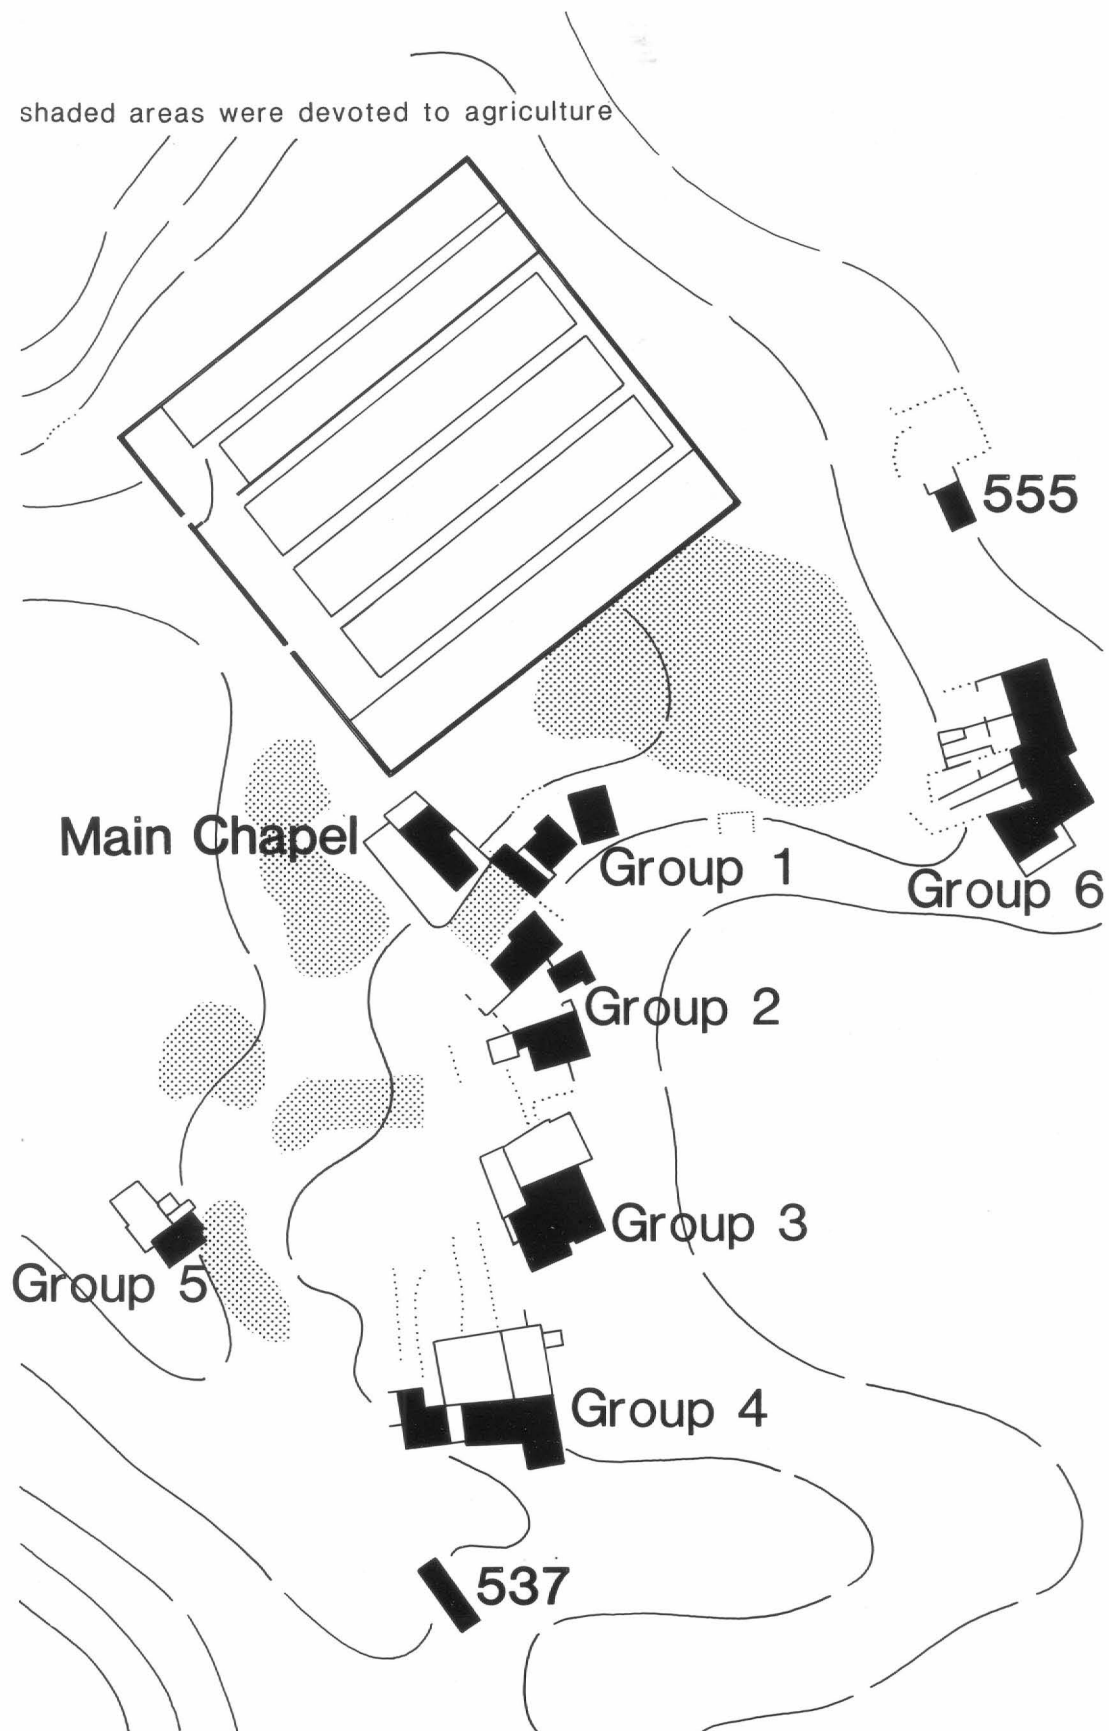 shaded areas were devoted to agriculture
555
Main Chapel
Group 1
Group 6
Group 2
Group 3
Group 5
Group 4
537